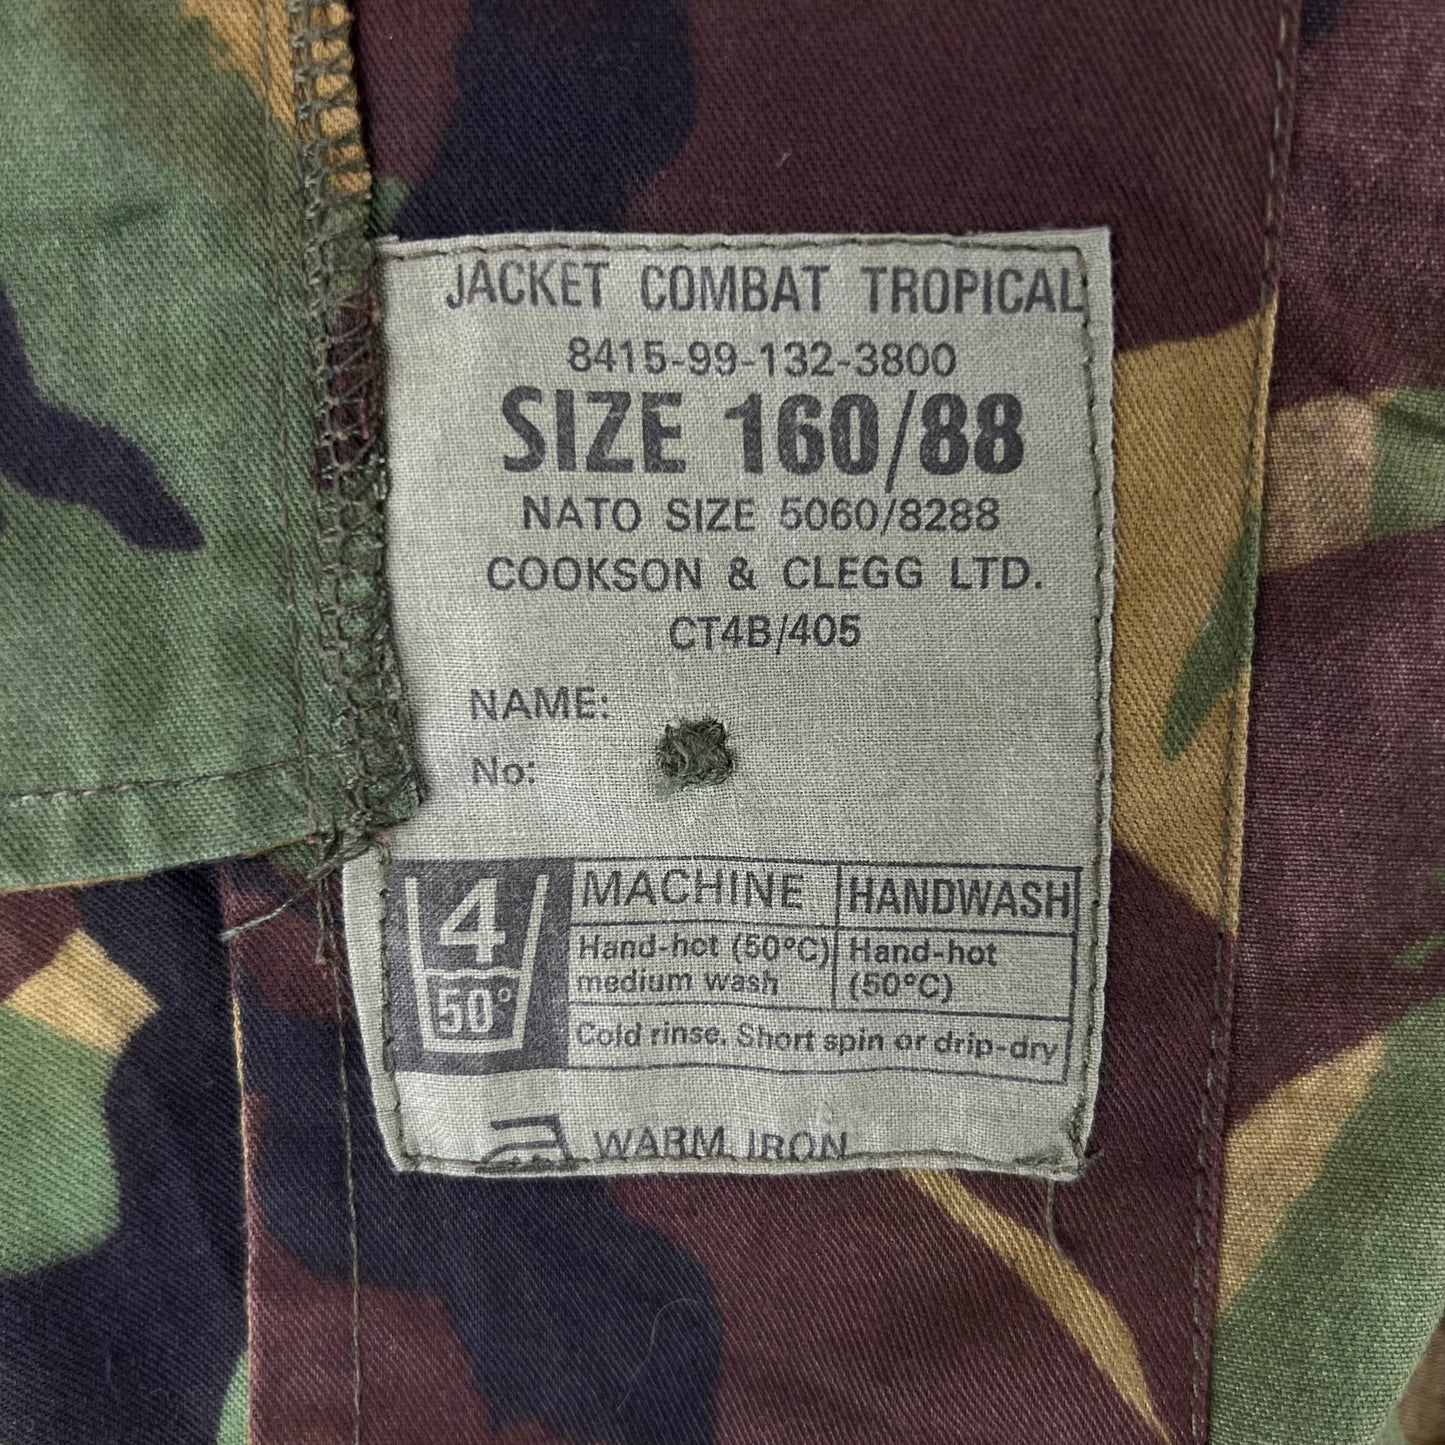 JACKET COMBAT TROPICAL
8415-99-132-3800
SIZE 160/88
NATO SIZE 5060/8288
COOKSON & CLEGG LTD.
CT4B/405
NAME:
No:
4 50°
MACHINE HANDWASH
Hand-hot (50°C) medium wash
Hand-hot (50°C)
Cold rinse. Short spin or drip-dry
WARM IRON